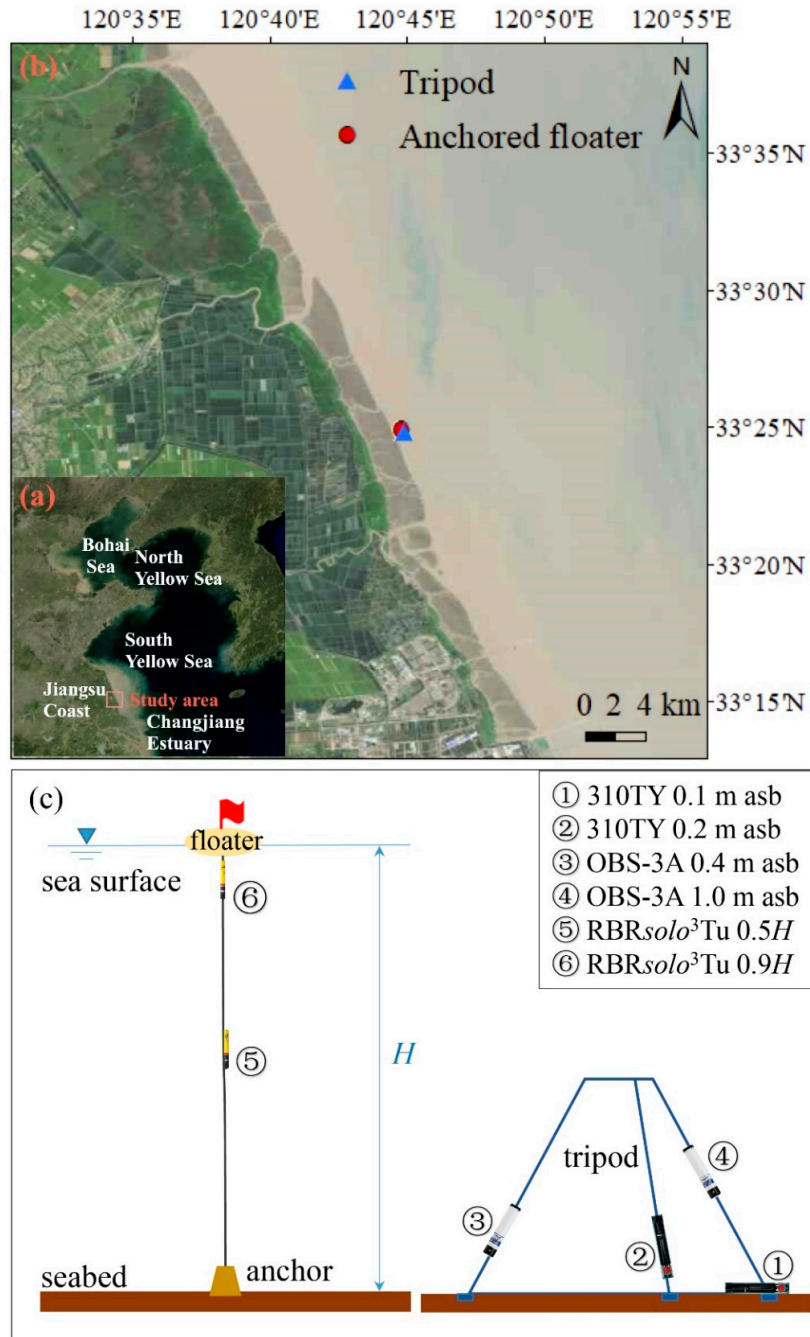 120°35'E 120°40'E 120°45'E 120°50'E 120°55'E
(b)
Tripod
Anchored floater
N
33°35'N
33°30'N
33°25'N
33°20'N
33°15'N
0 2 4 km
(a)
Bohai
Sea
North
Yellow Sea
South
Yellow Sea
Jiangsu
Coast
Study area
Changjiang
Estuary
(c)
floater
sea surface
⑥
⑤
H
seabed
anchor
① 310TY 0.1 m asb
② 310TY 0.2 m asb
③ OBS-3A 0.4 m asb
④ OBS-3A 1.0 m asb
⑤ RBRsolo³Tu 0.5H
⑥ RBRsolo³Tu 0.9H
tripod
④
③
②
①